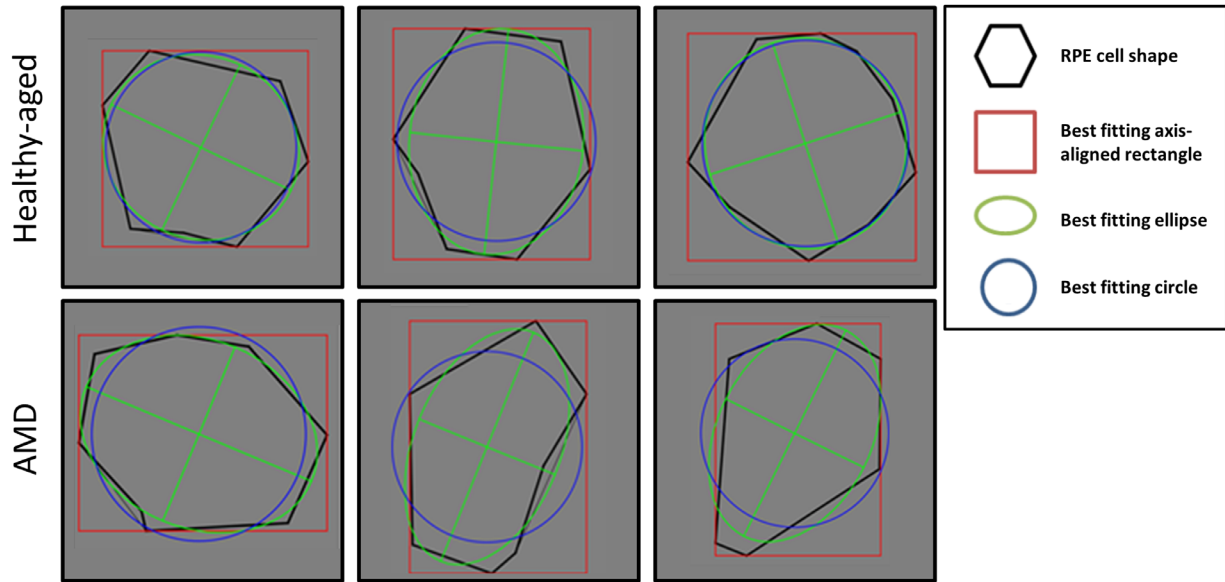 Healthy-aged
AMD
RPE cell shape
Best fitting axis-
aligned rectangle
Best fitting ellipse
Best fitting circle